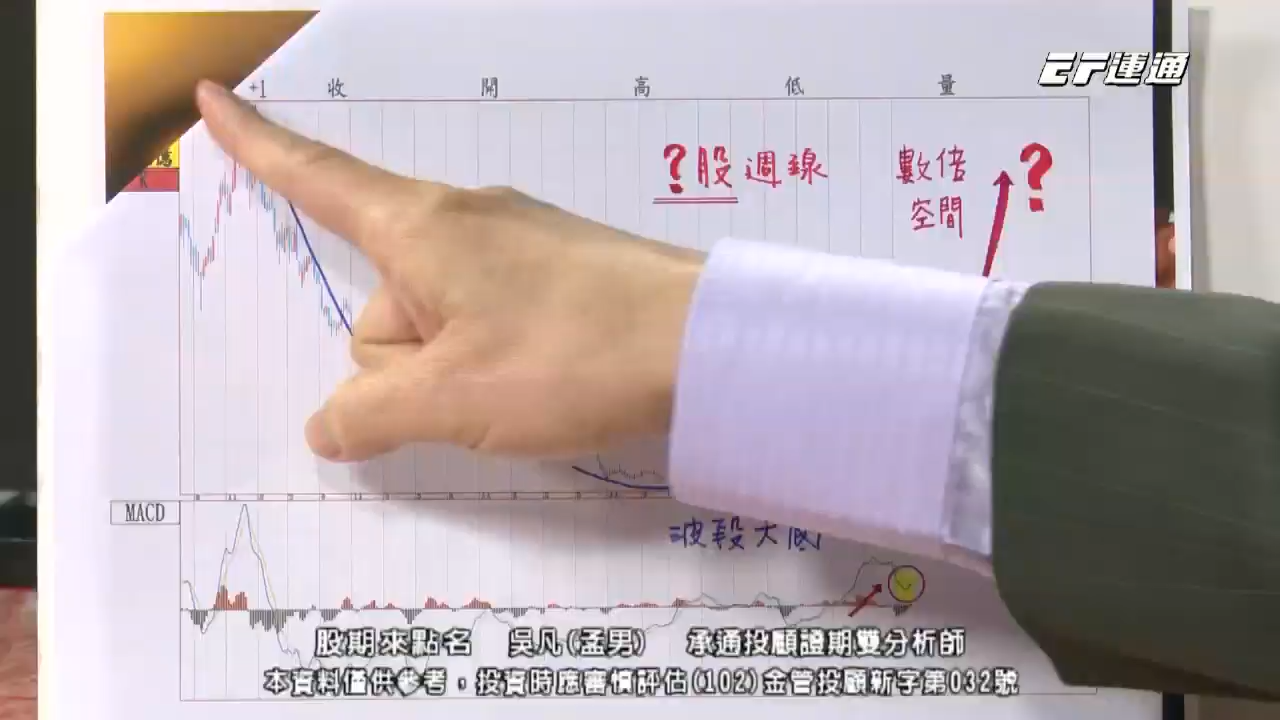 EF運通
+1 收 開 高 低 量
?股週線
數倍
空間
?
MACD
波段大底
股期來點名 吳凡(孟男) 承通投顧證期雙分析師
本資料僅供參考，投資時應審慎評估(102)金管投顧新字第032號